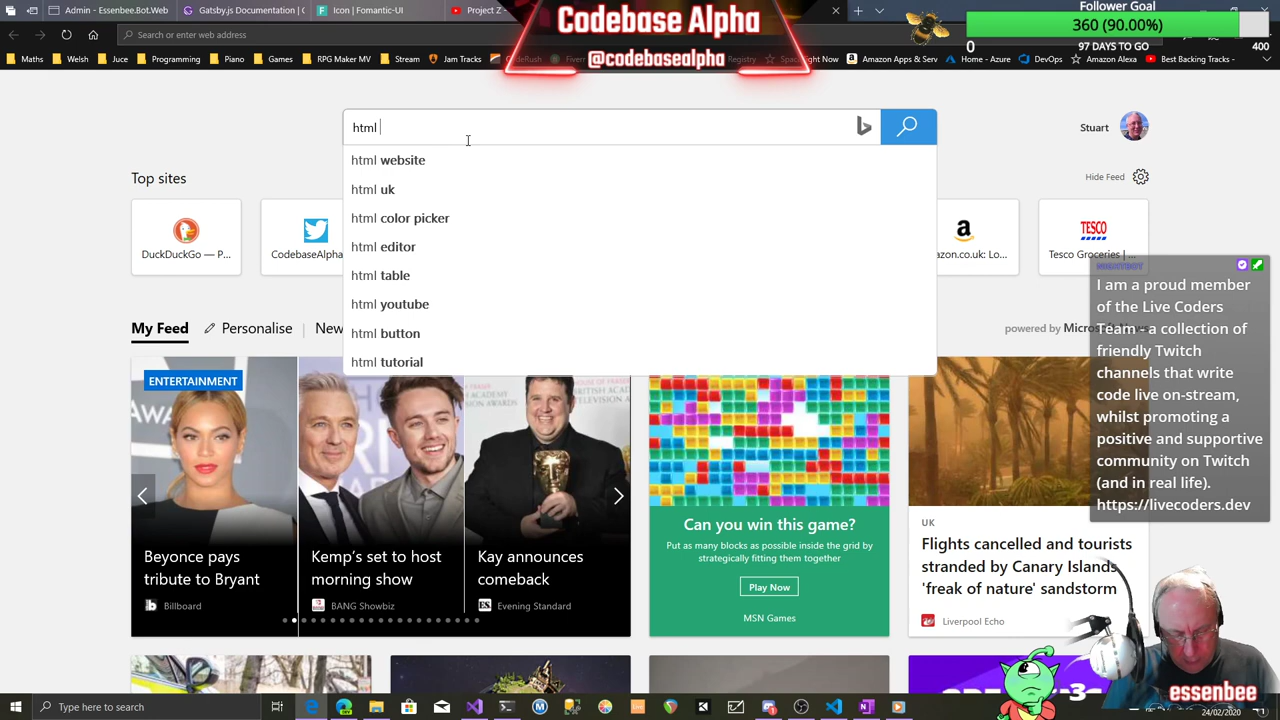 Admin - Essenbee.Bot.Web
Gatsby.js Documentation
Icon | Formatting
Project Z -
Codebase Alpha
@codebasealpha
Follower Goal
360 (90.00%)
0
97 DAYS TO GO
400
Search or enter web address
Maths
Welsh
Juce
Programming
Piano
Games
RPG Maker MV
Stream
Jam Tracks
CodeRush
Fiverr
Registry
Amazon Apps & Serv
Home - Azure
DevOps
Amazon Alexa
Best Backing Tracks -
html
Stuart
html website
html uk
html color picker
html editor
html table
html youtube
html button
html tutorial
Top sites
Hide Feed
DuckDuckGo — P...
CodebaseAlpha
amazon.co.uk: Lo...
TESCO
Tesco Groceries | ...
My Feed
Personalise
New
powered by
I am a proud member
of the Live Coders
Team - a collection of
friendly Twitch
channels that write
code live on-stream,
whilst promoting a
positive and supportive
community on Twitch
(and in real life).
https://livecoders.dev
ENTERTAINMENT
Beyonce pays
tribute to Bryant
Billboard
Kemp's set to host
morning show
BANG Showbiz
Kay announces
comeback
Evening Standard
Can you win this game?
Put as many blocks as possible inside the grid by
strategically fitting them together
Play Now
MSN Games
UK
Flights cancelled and tourists
stranded by Canary Islands
'freak of nature' sandstorm
Liverpool Echo
essenbee
Type here to search
24/02/2020